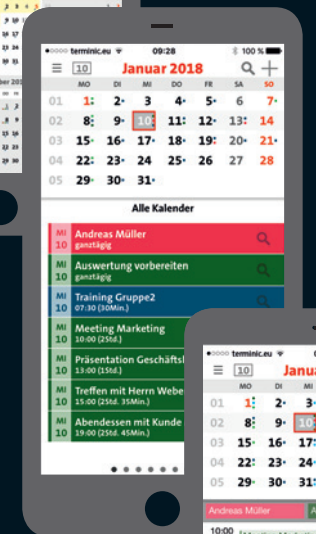 terminic.eu 09:28 100 %
10 Januar 2018
MO DI MI DO FR SA SO
01 1 2 3 4 5 6 7
02 8 9 10 11 12 13 14
03 15 16 17 18 19 20 21
04 22 23 24 25 26 27 28
05 29 30 31
Alle Kalender
MI 10 Andreas Müller
ganztägig
MI 10 Auswertung vorbereiten
ganztägig
MI 10 Training Gruppe2
07:30 (30Min.)
MI 10 Meeting Marketing
10:00 (2Std.)
MI 10 Präsentation Geschäfts
13:00 (1Std.)
MI 10 Treffen mit Herrn Webe
15:00 (2Std. 35Min.)
MI 10 Abendessen mit Kunde
19:00 (2Std. 45Min.)
terminic.eu
10 Janua
MO DI MI
01 1 2 3
02 8 9 10
03 15 16 17
04 22 23 24
05 29 30 31
Andreas Müller A
10:00